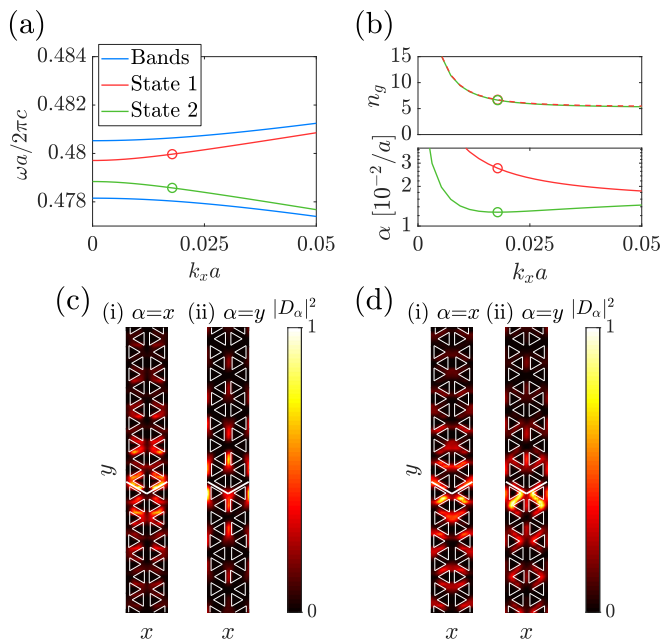 (a)
ωa/2πc
0.484
0.482
0.48
0.478
Bands
State 1
State 2
0
0.025
0.05
k_x a
(b)
n_g
15
10
5
0
α [10⁻²/a]
3
2
1
0
0.025
0.05
k_x a
(c)
(i) α=x
(ii) α=y
|D_α|²
1
0
y
x
x
(d)
(i) α=x
(ii) α=y
|D_α|²
1
0
y
x
x